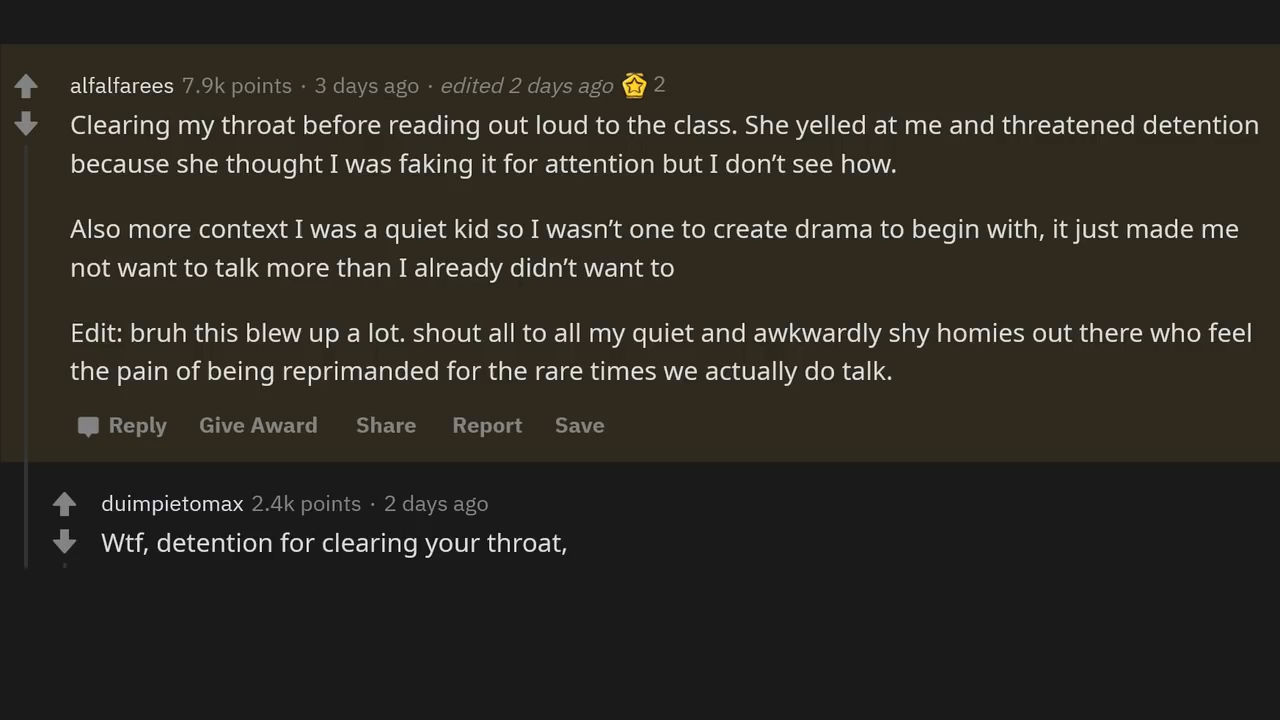 alfalfarees 7.9k points · 3 days ago · edited 2 days ago 2
Clearing my throat before reading out loud to the class. She yelled at me and threatened detention
because she thought I was faking it for attention but I don’t see how.
Also more context I was a quiet kid so I wasn’t one to create drama to begin with, it just made me
not want to talk more than I already didn’t want to
Edit: bruh this blew up a lot. shout all to all my quiet and awkwardly shy homies out there who feel
the pain of being reprimanded for the rare times we actually do talk.
Reply Give Award Share Report Save
duimpietomax 2.4k points · 2 days ago
Wtf, detention for clearing your throat,